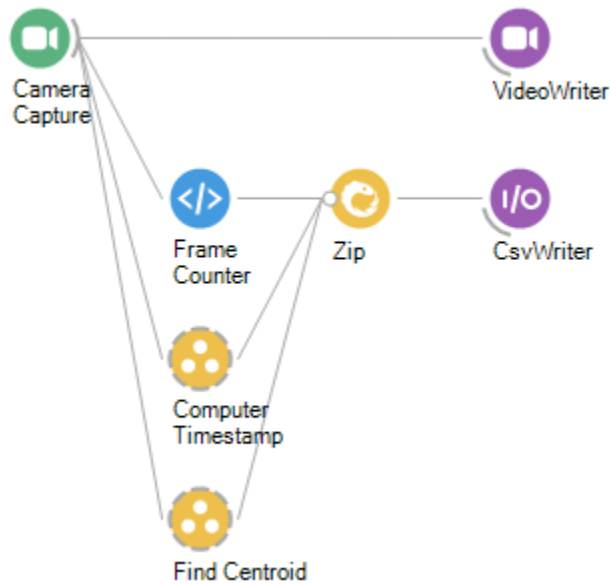 Camera
Capture
VideoWriter
</>
Frame
Counter
Zip
I/O
CsvWriter
Computer
Timestamp
Find Centroid